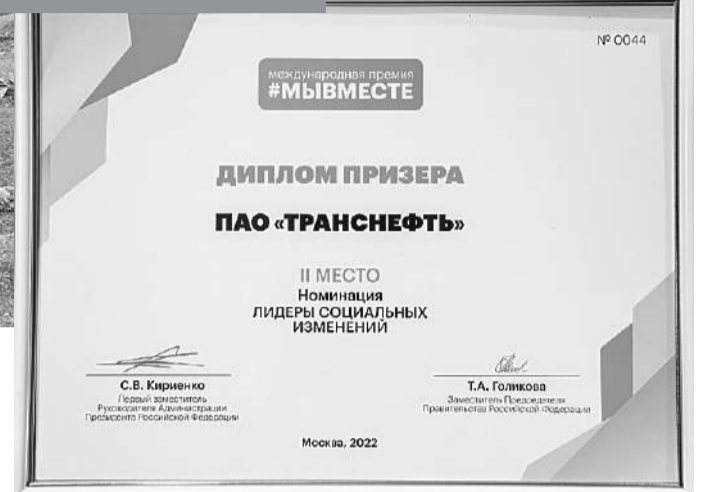 № 0044
международная премия
#МЫВМЕСТЕ
ДИПЛОМ ПРИЗЕРА
ПАО «ТРАНСНЕФТЬ»
II МЕСТО
Номинация
ЛИДЕРЫ СОЦИАЛЬНЫХ
ИЗМЕНЕНИЙ
С.В. Кириенко
Первый заместитель
Руководителя Администрации
Президента Российской Федерации
Т.А. Голикова
Заместитель Председателя
Правительства Российской Федерации
Москва, 2022